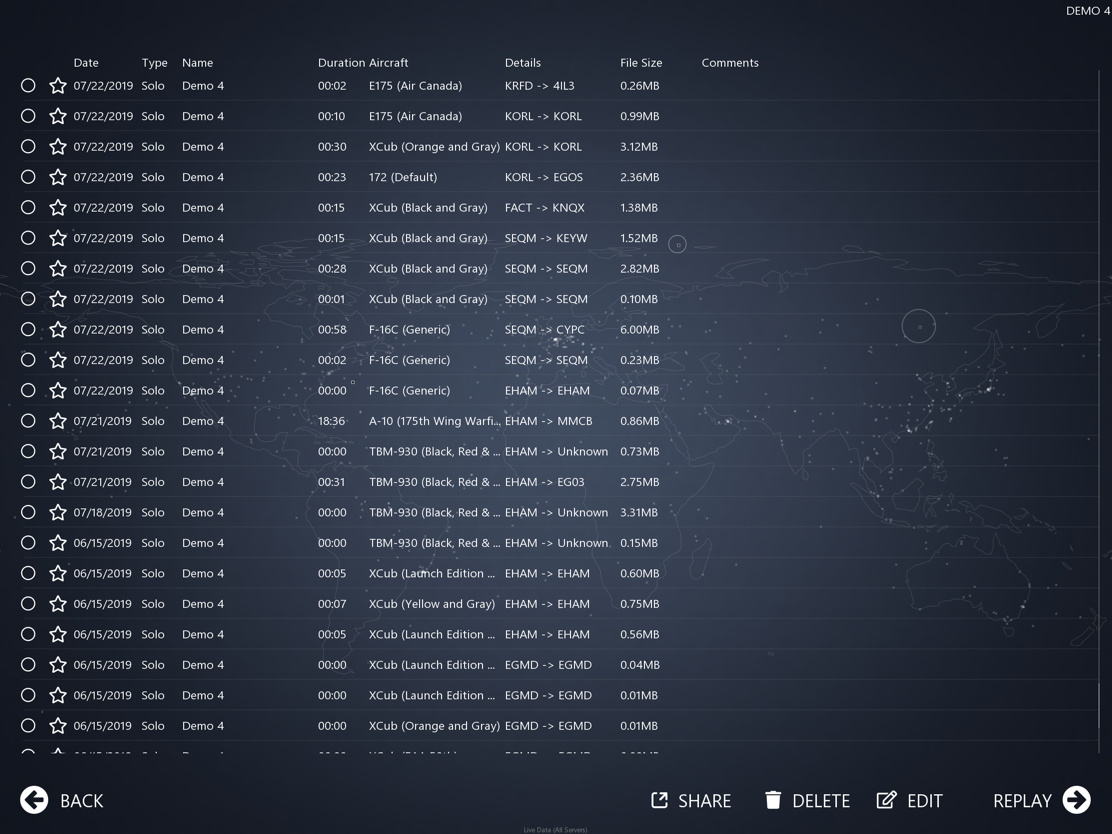 DEMO 4
Date Type Name Duration Aircraft Details File Size Comments
07/22/2019 Solo Demo 4 00:02 E175 (Air Canada) KRFD -> 4IL3 0.26MB
07/22/2019 Solo Demo 4 00:10 E175 (Air Canada) KORL -> KORL 0.99MB
07/22/2019 Solo Demo 4 00:30 XCub (Orange and Gray) KORL -> KORL 3.12MB
07/22/2019 Solo Demo 4 00:23 172 (Default) KORL -> EGOS 2.36MB
07/22/2019 Solo Demo 4 00:15 XCub (Black and Gray) FACT -> KNQX 1.38MB
07/22/2019 Solo Demo 4 00:15 XCub (Black and Gray) SEQM -> KEYW 1.52MB
07/22/2019 Solo Demo 4 00:28 XCub (Black and Gray) SEQM -> SEQM 2.82MB
07/22/2019 Solo Demo 4 00:01 XCub (Black and Gray) SEQM -> SEQM 0.10MB
07/22/2019 Solo Demo 4 00:58 F-16C (Generic) SEQM -> CYPC 6.00MB
07/22/2019 Solo Demo 4 00:02 F-16C (Generic) SEQM -> SEQM 0.23MB
07/22/2019 Solo Demo 4 00:00 F-16C (Generic) EHAM -> EHAM 0.07MB
07/21/2019 Solo Demo 4 18:36 A-10 (175th Wing Warfi... EHAM -> MMCB 0.86MB
07/21/2019 Solo Demo 4 00:00 TBM-930 (Black, Red & ... EHAM -> Unknown 0.73MB
07/21/2019 Solo Demo 4 00:31 TBM-930 (Black, Red & ... EHAM -> EG03 2.75MB
07/18/2019 Solo Demo 4 00:00 TBM-930 (Black, Red & ... EHAM -> Unknown 3.31MB
06/15/2019 Solo Demo 4 00:00 TBM-930 (Black, Red & ... EHAM -> Unknown 0.15MB
06/15/2019 Solo Demo 4 00:05 XCub (Launch Edition ... EHAM -> EHAM 0.60MB
06/15/2019 Solo Demo 4 00:07 XCub (Yellow and Gray) EHAM -> EHAM 0.75MB
06/15/2019 Solo Demo 4 00:05 XCub (Launch Edition ... EHAM -> EHAM 0.56MB
06/15/2019 Solo Demo 4 00:00 XCub (Launch Edition ... EGMD -> EGMD 0.04MB
06/15/2019 Solo Demo 4 00:00 XCub (Launch Edition ... EGMD -> EGMD 0.01MB
06/15/2019 Solo Demo 4 00:00 XCub (Orange and Gray) EGMD -> EGMD 0.01MB
BACK SHARE DELETE EDIT REPLAY
Live Data (All Servers)